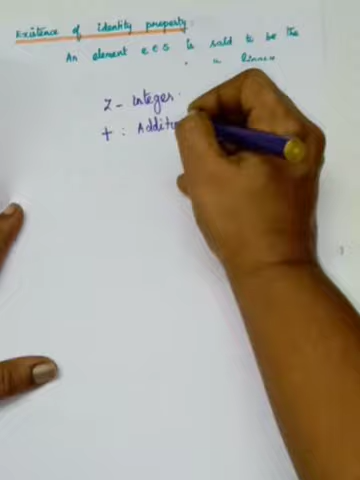 Existence of identity property
An element e ∈ S is said to be the
Z - Integer.
+ : Additi